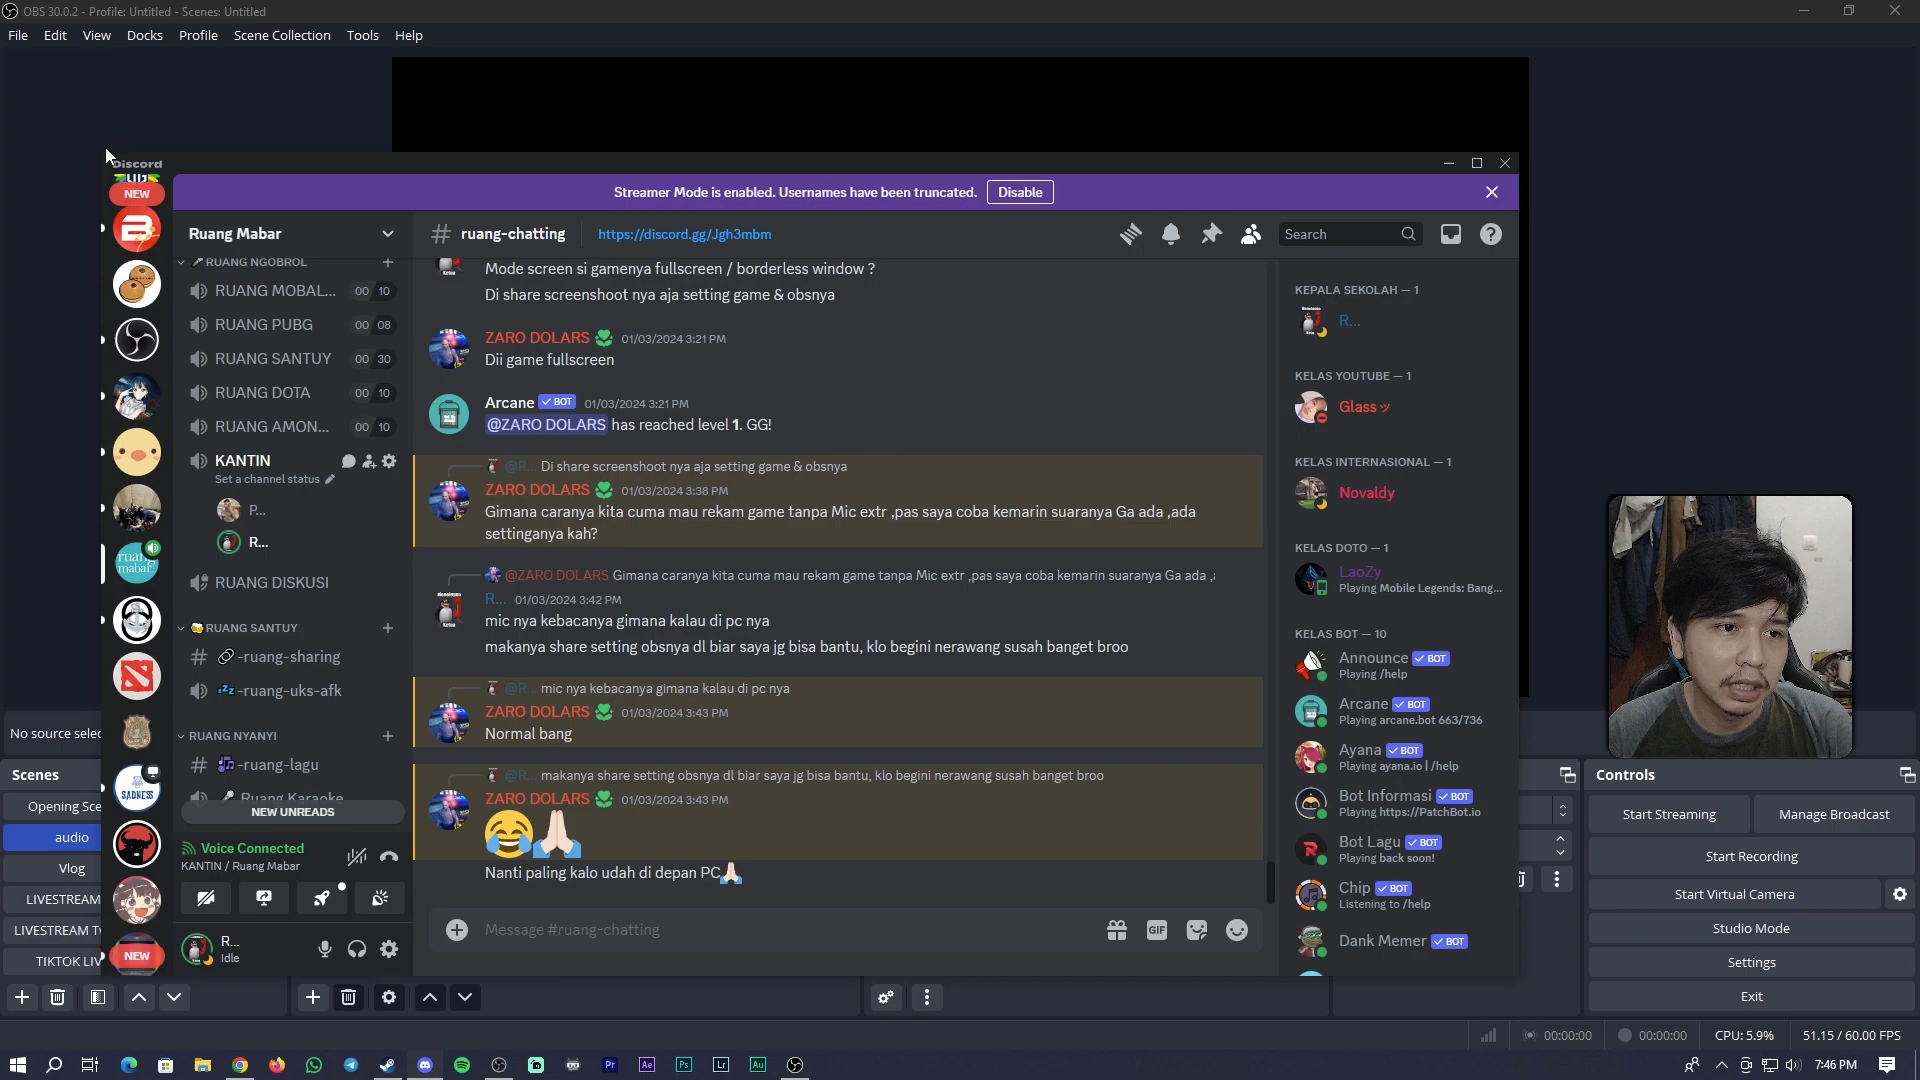 OBS 30.0.2 - Profile: Untitled - Scenes: Untitled
File Edit View Docks Profile Scene Collection Tools Help
Discord
Streamer Mode is enabled. Usernames have been truncated. Disable
NEW
Ruang Mabar
# ruang-chatting
https://discord.gg/Jgh3mbm
Search
RUANG NGOBROL
RUANG MOBAL... 00 10
RUANG PUBG 00 08
RUANG SANTUY 00 30
RUANG DOTA 00 10
RUANG AMON... 00 10
KANTIN
Set a channel status
P...
R...
RUANG DISKUSI
RUANG SANTUY
-ruang-sharing
-ruang-uks-afk
RUANG NYANYI
-ruang-lagu
Ruang Karaoke
NEW UNREADS
Voice Connected
KANTIN / Ruang Mabar
R...
Idle
ruang
mabar
SADNESS
NEW
Mode screen si gamenya fullscreen / borderless window ?
Di share screenshoot nya aja setting game & obsnya
ZARO DOLARS 01/03/2024 3:21 PM
Dii game fullscreen
Arcane ✓ BOT 01/03/2024 3:21 PM
@ZARO DOLARS has reached level 1. GG!
@R... Di share screenshoot nya aja setting game & obsnya
ZARO DOLARS 01/03/2024 3:38 PM
Gimana caranya kita cuma mau rekam game tanpa Mic extr ,pas saya coba kemarin suaranya Ga ada ,ada
settinganya kah?
@ZARO DOLARS Gimana caranya kita cuma mau rekam game tanpa Mic extr ,pas saya coba kemarin suaranya Ga ada ,a
R... 01/03/2024 3:42 PM
mic nya kebacanya gimana kalau di pc nya
makanya share setting obsnya dl biar saya jg bisa bantu, klo begini nerawang susah banget broo
@R... mic nya kebacanya gimana kalau di pc nya
ZARO DOLARS 01/03/2024 3:43 PM
Normal bang
@R... makanya share setting obsnya dl biar saya jg bisa bantu, klo begini nerawang susah banget broo
ZARO DOLARS 01/03/2024 3:43 PM
😂🙏🏻
Nanti paling kalo udah di depan PC🙏🏻
Message #ruang-chatting
GIF
KEPALA SEKOLAH — 1
R...
KELAS YOUTUBE — 1
Glassッ
KELAS INTERNASIONAL — 1
Novaldy
KELAS DOTO — 1
LaoZy
Playing Mobile Legends: Bang...
KELAS BOT — 10
Announce ✓ BOT
Playing /help
Arcane ✓ BOT
Playing arcane.bot 663/736
Ayana ✓ BOT
Playing ayana.io | /help
Bot Informasi ✓ BOT
Playing https://PatchBot.io
Bot Lagu ✓ BOT
Playing back soon!
Chip ✓ BOT
Listening to /help
Dank Memer ✓ BOT
No source selec
Scenes
Opening Sce
audio
Vlog
LIVESTREAM
LIVESTREAM Tw
TIKTOK LIV
Controls
Start Streaming
Manage Broadcast
Start Recording
Start Virtual Camera
Studio Mode
Settings
Exit
00:00:00 00:00:00 CPU: 5.9% 51.15 / 60.00 FPS
Pr Ae Ps Lr Au
7:46 PM